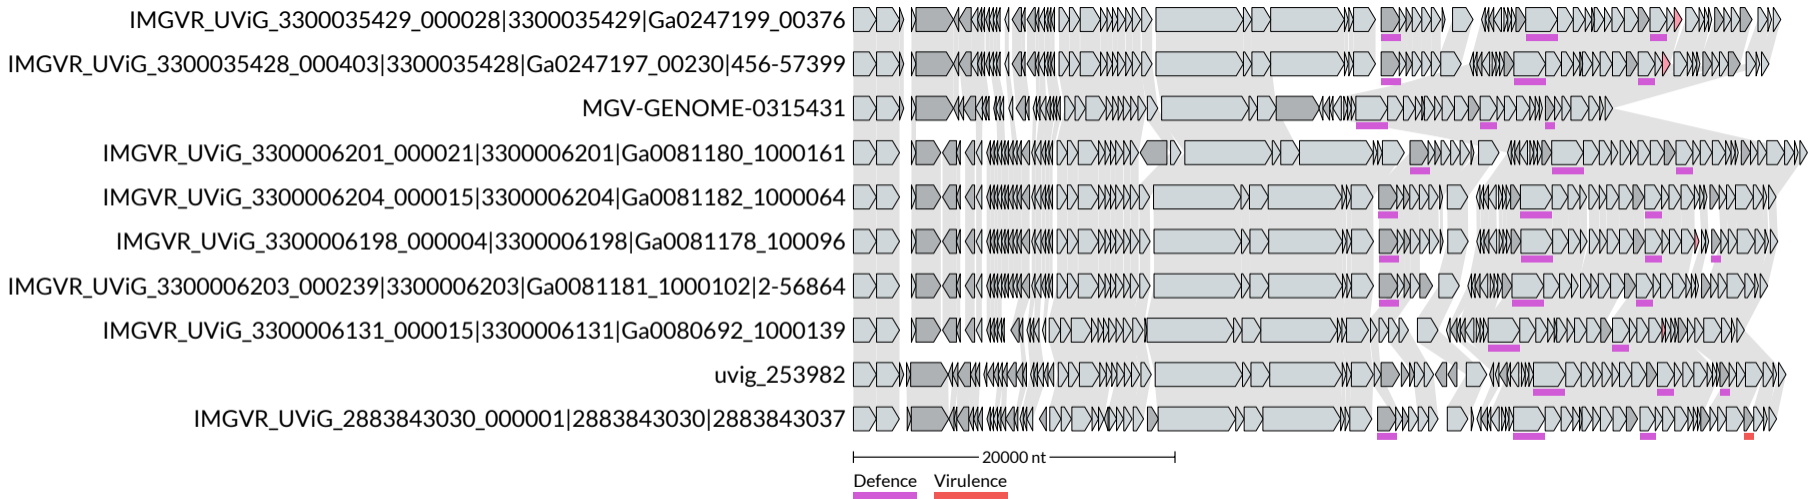 IMGVR_UViG_3300035429_000028|3300035429|Ga0247199_00376
IMGVR_UViG_3300035428_000403|3300035428|Ga0247197_00230|456-57399
MGV-GENOME-0315431
IMGVR_UViG_3300006201_000021|3300006201|Ga0081180_1000161
IMGVR_UViG_3300006204_000015|3300006204|Ga0081182_1000064
IMGVR_UViG_3300006198_000004|3300006198|Ga0081178_100096
IMGVR_UViG_3300006203_000239|3300006203|Ga0081181_1000102|2-56864
IMGVR_UViG_3300006131_000015|3300006131|Ga0080692_1000139
uvig_253982
IMGVR_UViG_2883843030_000001|2883843030|2883843037
20000 nt
Defence Virulence